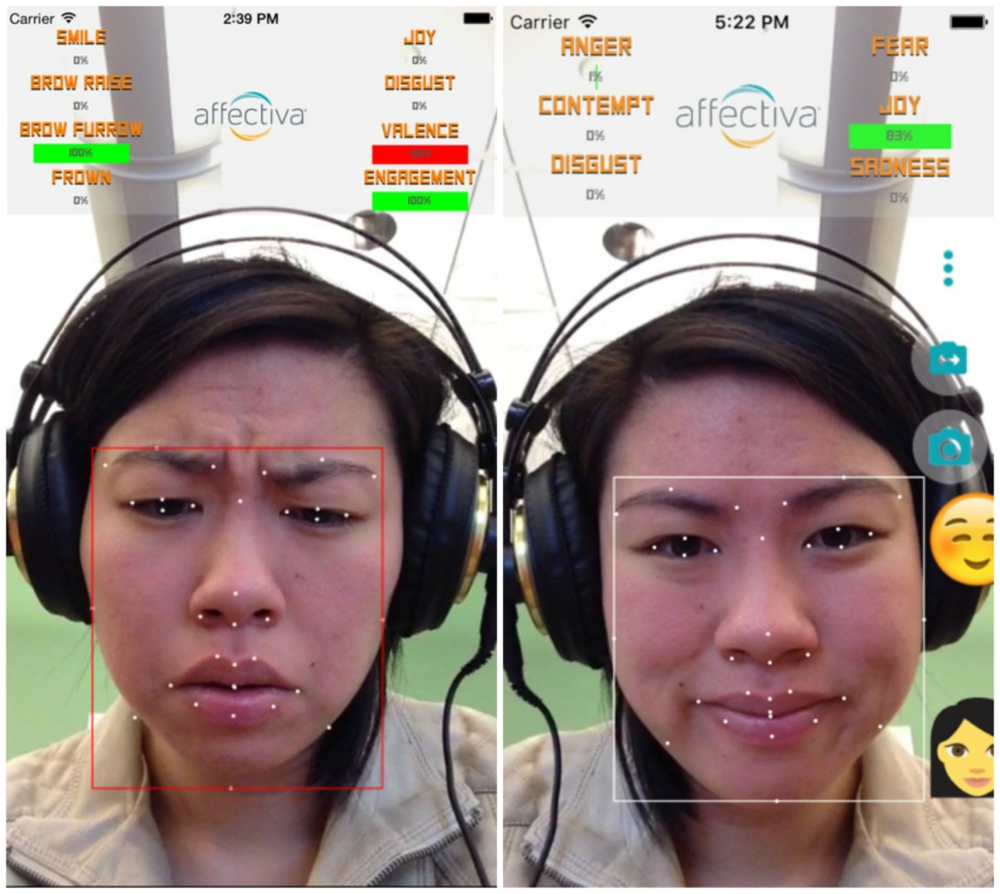 Carrier
2:39 PM
SMILE
0%
JOY
0%
BROW RAISE
0%
DISGUST
0%
affectiva
BROW FURROW
100%
VALENCE
FROWN
0%
ENGAGEMENT
100%
Carrier
5:22 PM
ANGER
1%
FEAR
0%
CONTEMPT
0%
affectiva
JOY
83%
DISGUST
0%
SADNESS
0%